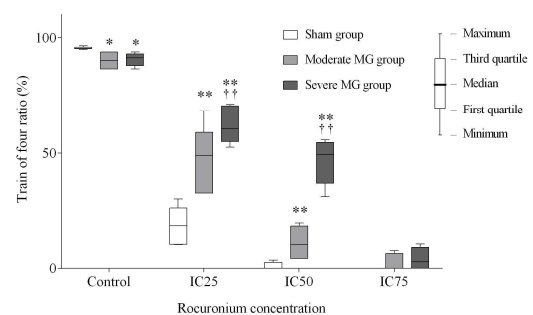 100
50
0
Train of four ratio (%)
* *
** ** ††
** ** ††
Control IC25 IC50 IC75
Rocuronium concentration
Sham group
Moderate MG group
Severe MG group
Maximum
Third quartile
Median
First quartile
Minimum